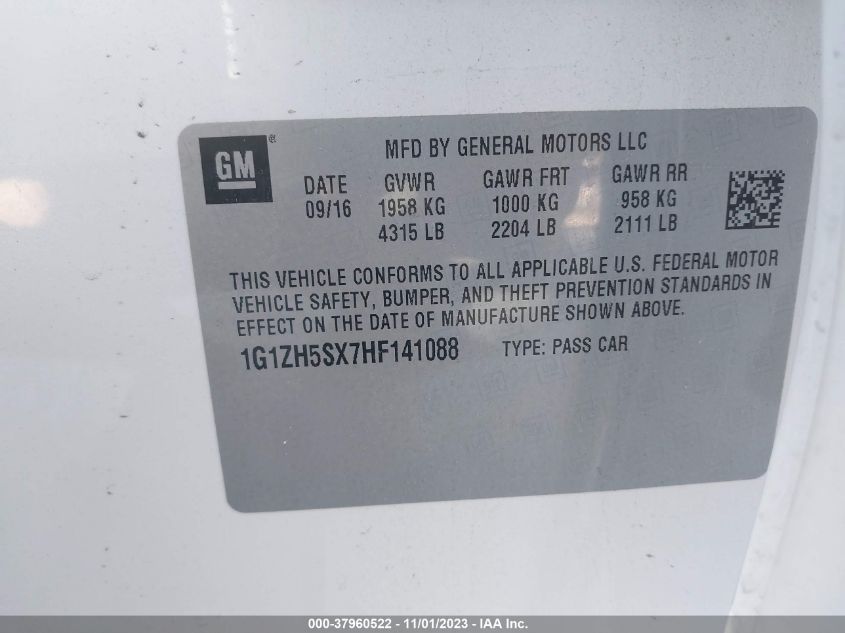 GM®
MFD BY GENERAL MOTORS LLC
DATE GVWR GAWR FRT GAWR RR
09/16 1958 KG 1000 KG 958 KG
4315 LB 2204 LB 2111 LB
THIS VEHICLE CONFORMS TO ALL APPLICABLE U.S. FEDERAL MOTOR
VEHICLE SAFETY, BUMPER, AND THEFT PREVENTION STANDARDS IN
EFFECT ON THE DATE OF MANUFACTURE SHOWN ABOVE.
1G1ZH5SX7HF141088 TYPE: PASS CAR
000-37960522 - 11/01/2023 - IAA Inc.